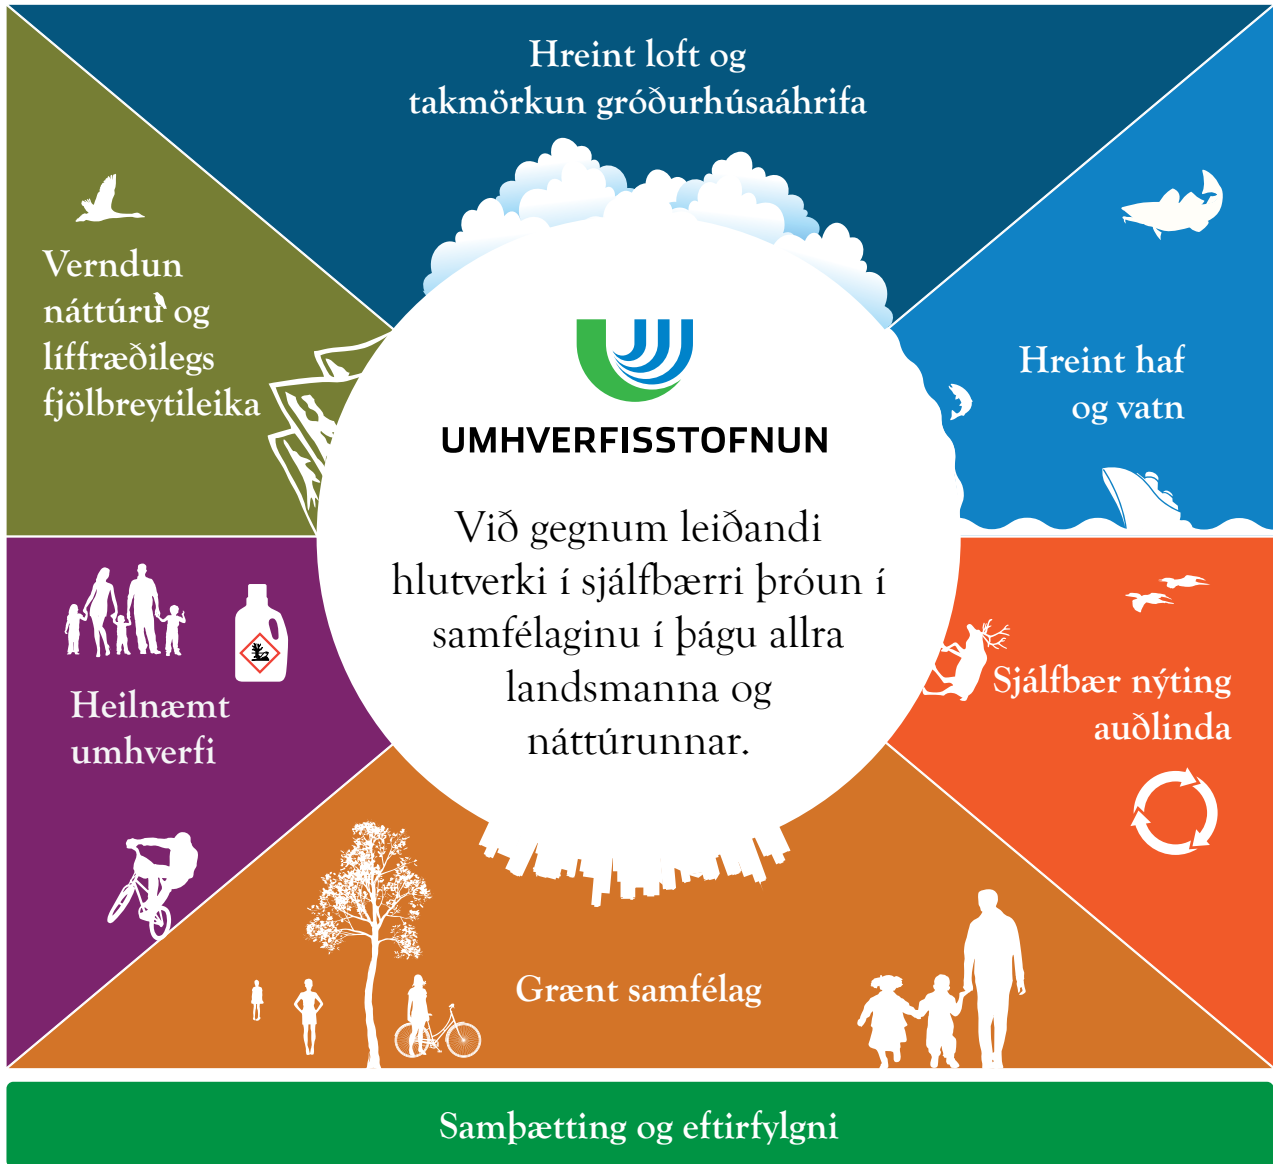 Hreint loft og
takmörkun gróðurhúsaáhrifa
Verndun
náttúru og
líffræðilegs
fjölbreytileika
Hreint haf
og vatn
UMHVERFISSTOFNUN
Við gegnum leiðandi
hlutverki í sjálfbærri þróun í
samfélaginu í þágu allra
landsmanna og
náttúrunnar.
Heilnæmt
umhverfi
Sjálfbær nýting
auðlinda
Grænt samfélag
Samþætting og eftirfylgni